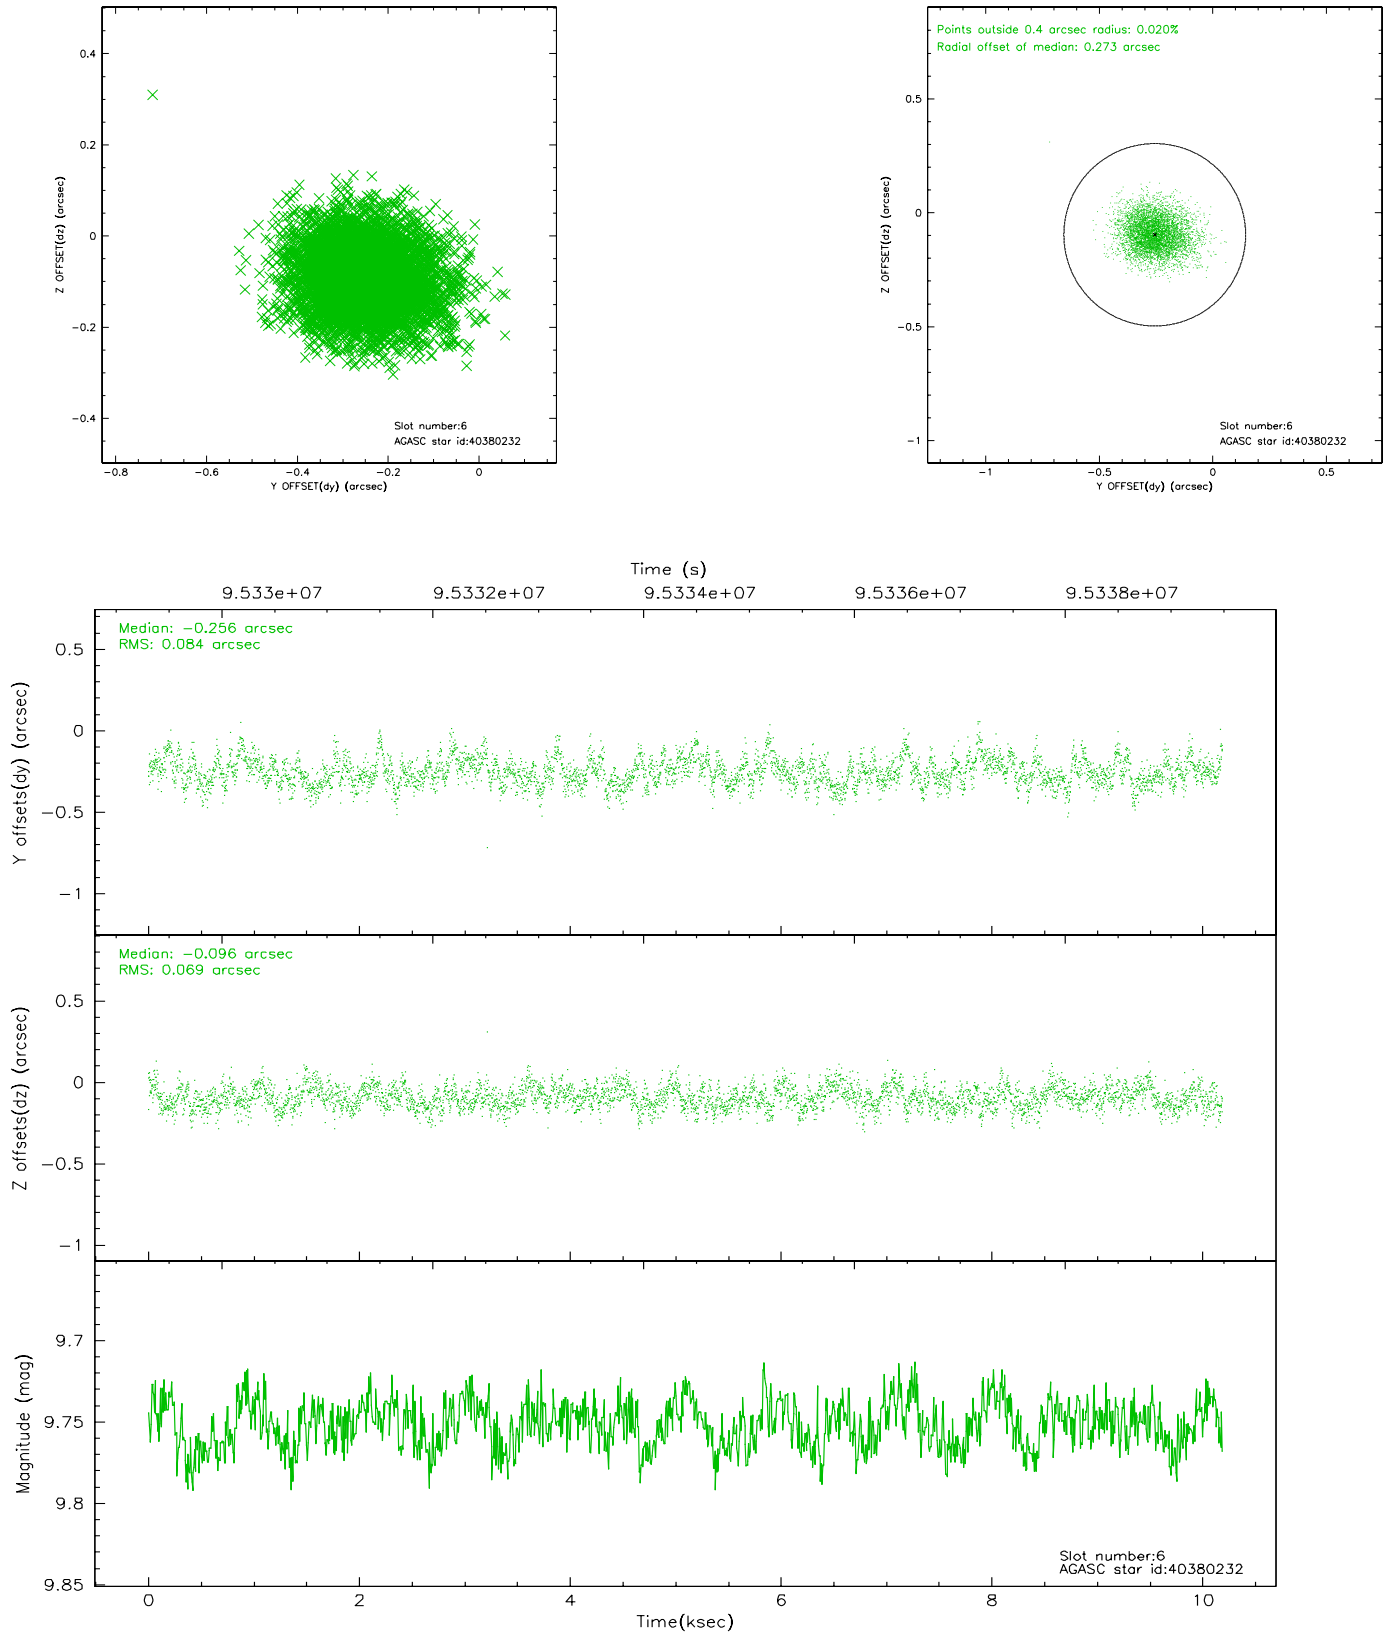 0.4
0.2
0
-0.2
-0.4
Z OFFSET(dz) (arcsec)
Slot number:6
AGASC star id:40380232
-0.8
-0.6
-0.4
-0.2
0
Y OFFSET(dy) (arcsec)
Points outside 0.4 arcsec radius: 0.020%
Radial offset of median: 0.273 arcsec
0.5
0
-0.5
-1
Z OFFSET(dz) (arcsec)
Slot number:6
AGASC star id:40380232
-1
-0.5
0
0.5
Y OFFSET(dy) (arcsec)
Time (s)
9.533e+07
9.5332e+07
9.5334e+07
9.5336e+07
9.5338e+07
Median: -0.256 arcsec
RMS: 0.084 arcsec
0.5
0
-0.5
-1
Y offsets(dy) (arcsec)
Median: -0.096 arcsec
RMS: 0.069 arcsec
0.5
0
-0.5
-1
Z offsets(dz) (arcsec)
9.7
9.75
9.8
9.85
Magnitude (mag)
Slot number:6
AGASC star id:40380232
0
2
4
6
8
10
Time(ksec)